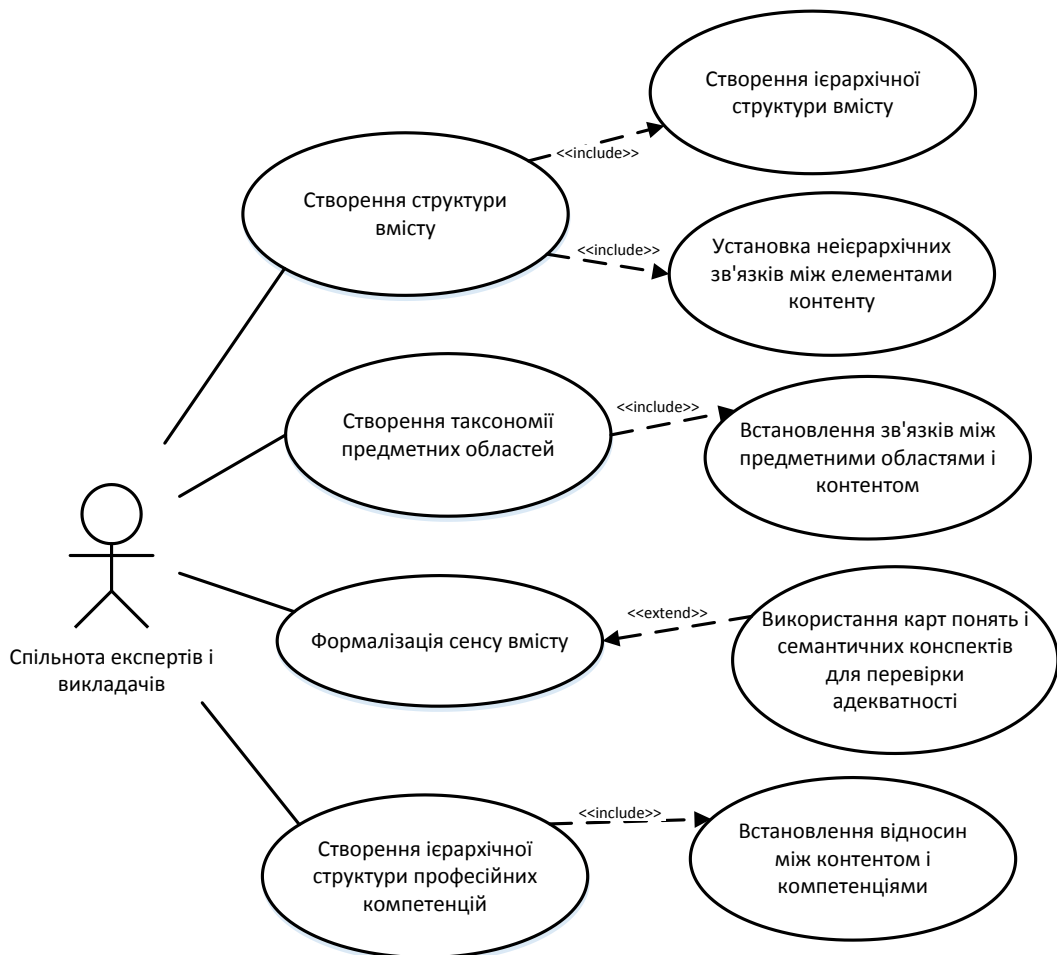 Створення ієрархічної
структури вмісту
<<include>>
Створення структури
вмісту
<<include>>
Установка неієрархічних
зв'язків між елементами
контенту
Створення таксономії
предметних областей
<<include>>
Встановлення зв'язків між
предметними областями і
контентом
Спільнота експертів і
викладачів
Формалізація сенсу вмісту
<<extend>>
Використання карт понять і
семантичних конспектів
для перевірки
адекватності
Створення ієрархічної
структури професійних
компетенцій
<<include>>
Встановлення відносин
між контентом і
компетенціями